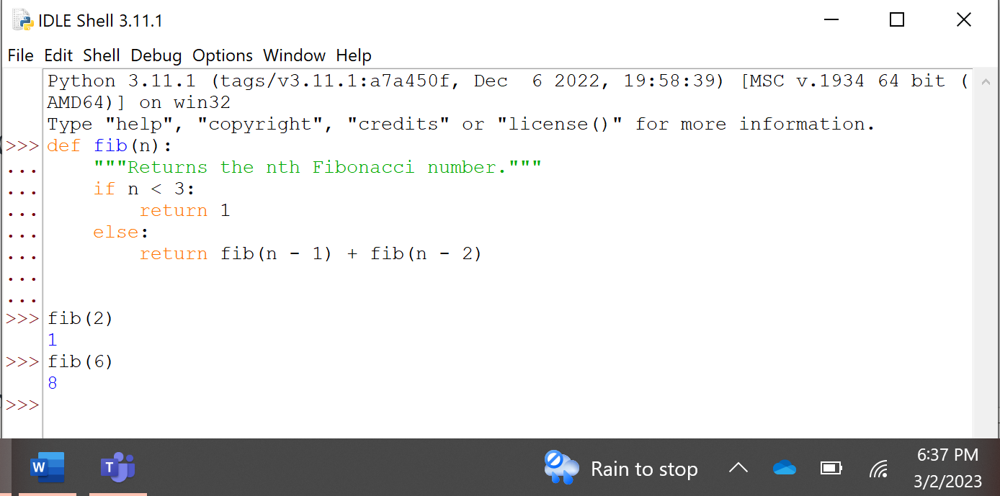 IDLE Shell 3.11.1
File Edit Shell Debug Options Window Help
Python 3.11.1 (tags/v3.11.1:a7a450f, Dec  6 2022, 19:58:39) [MSC v.1934 64 bit (
AMD64)] on win32
Type "help", "copyright", "credits" or "license()" for more information.
>>> def fib(n):
...     """Returns the nth Fibonacci number."""
...     if n < 3:
...         return 1
...     else:
...         return fib(n - 1) + fib(n - 2)
...
...
>>> fib(2)
1
>>> fib(6)
8
>>>
W T Rain to stop 6:37 PM
3/2/2023